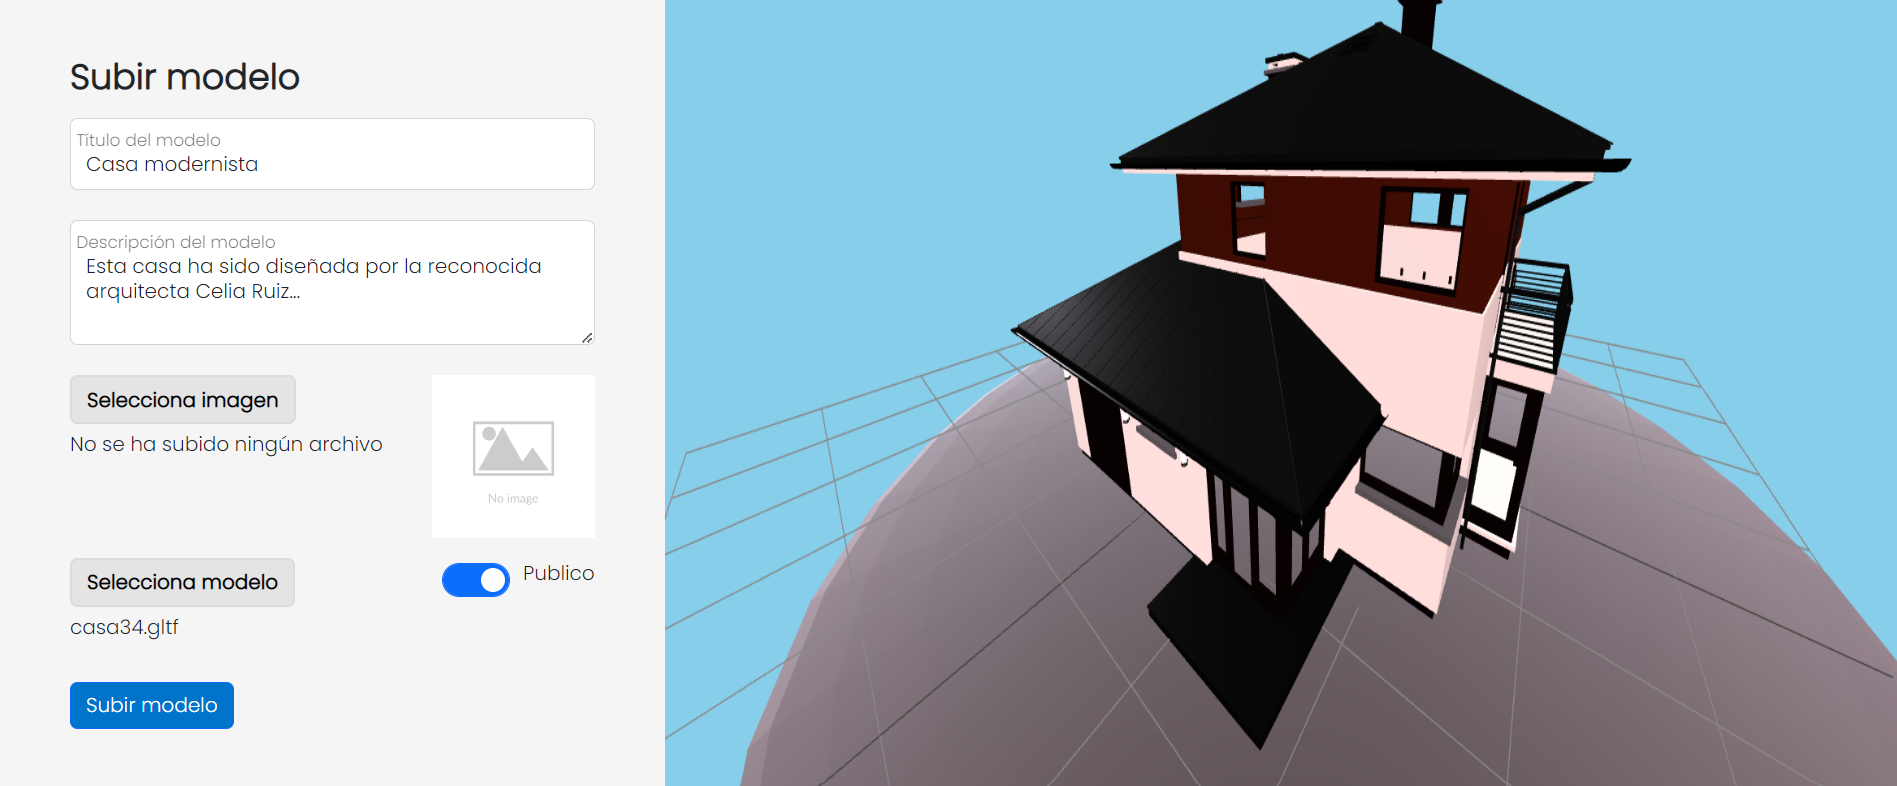 Subir modelo
Título del modelo
Casa modernista
Descripción del modelo
Esta casa ha sido diseñada por la reconocida
arquitecta Celia Ruiz...
Selecciona imagen
No se ha subido ningún archivo
No image
Selecciona modelo
Publico
casa34.gltf
Subir modelo